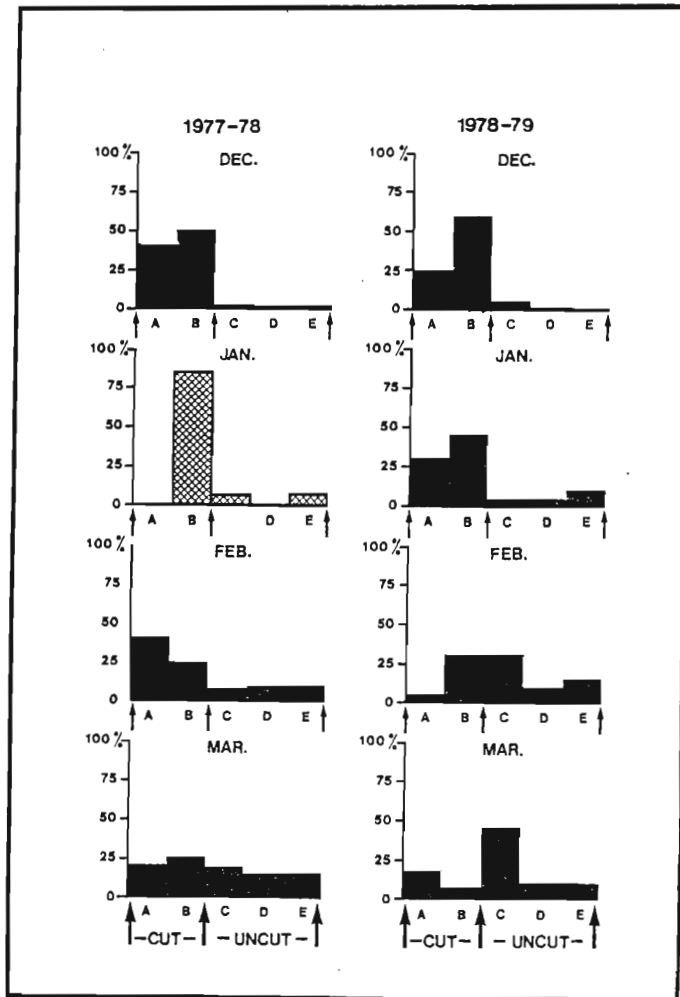 1977-78 1978-79
100% DEC. 100% DEC.
75 75
50 50
25 25
0 0
A B C D E A B C D E
100% JAN. 100% JAN.
75 75
50 50
25 25
0 0
A B D E A B C D E
100% FEB. 100% FEB.
75 75
50 50
25 25
0 0
A B C D E A B C D E
100% MAR. 100% MAR.
75 75
50 50
25 25
0 0
A B C D E A B C D E
-CUT- -UNCUT- -CUT- -UNCUT-